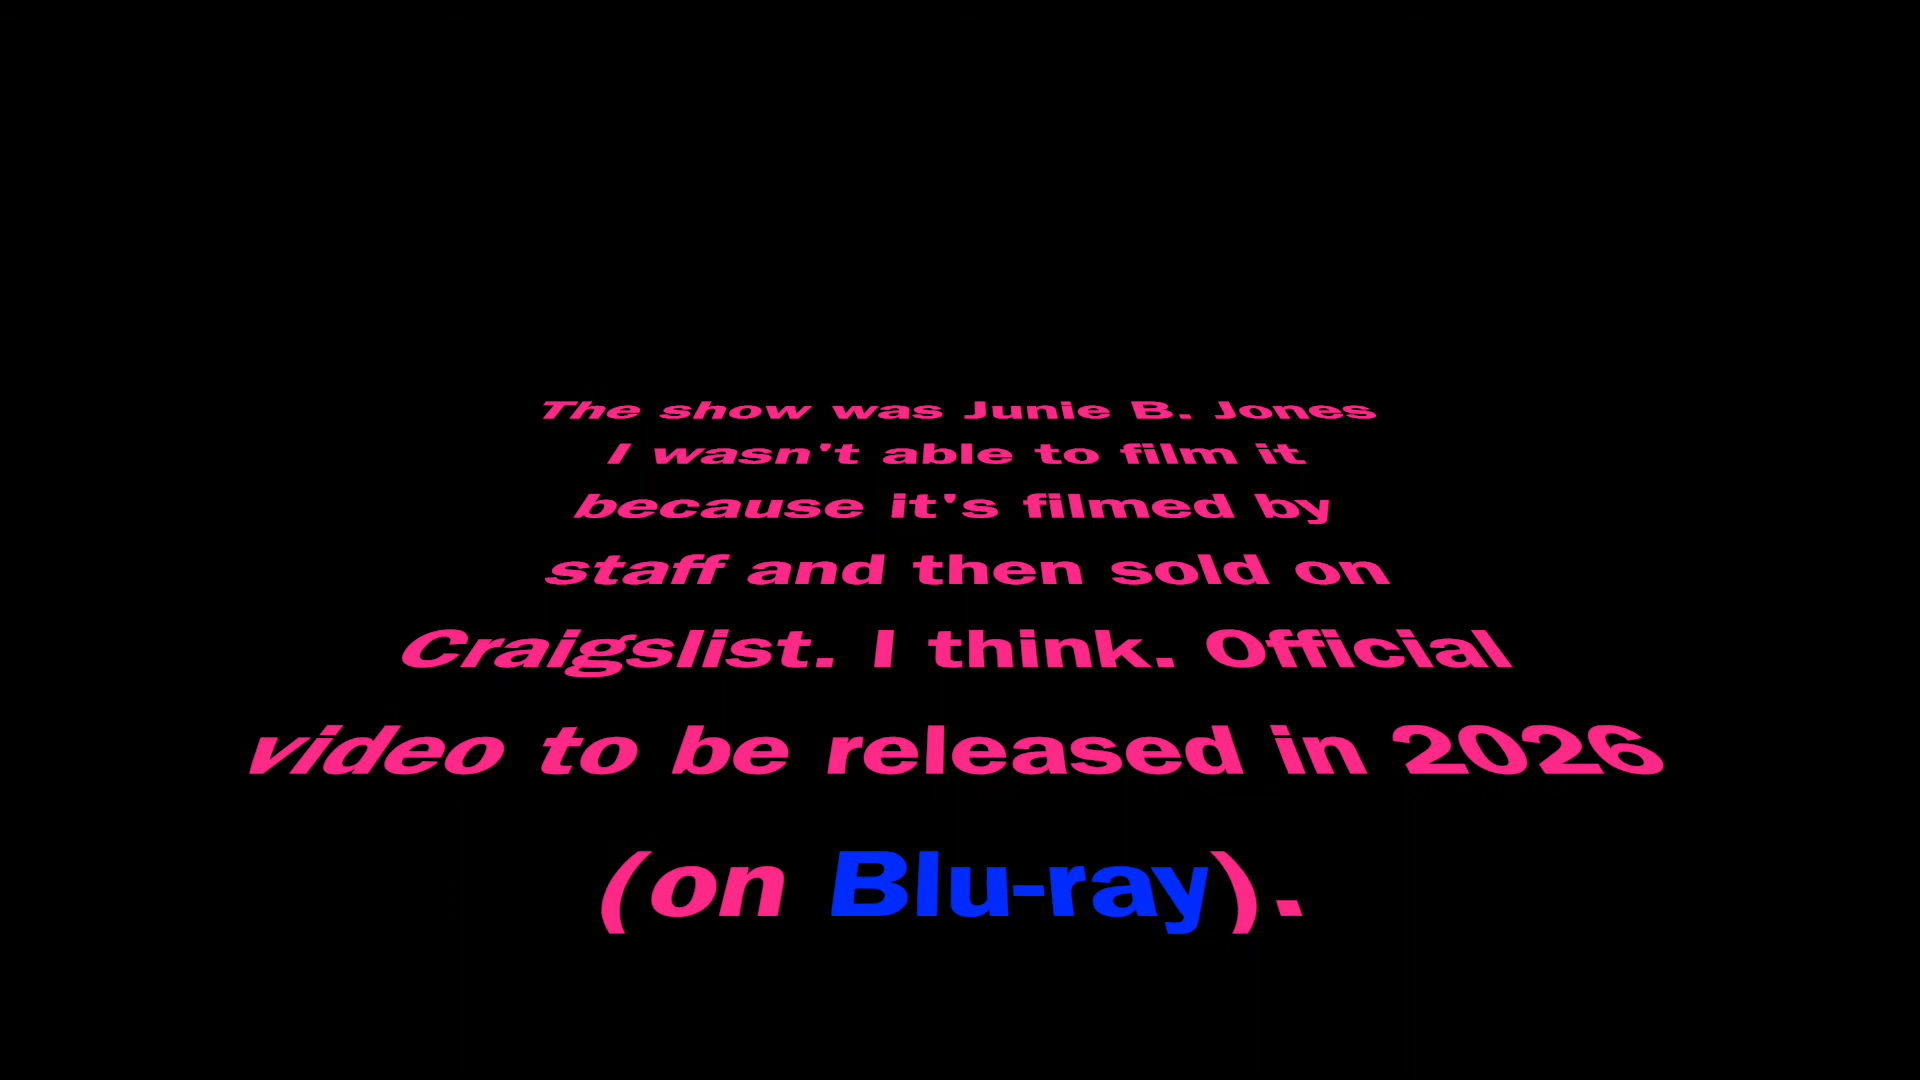 The show was Junie B. Jones
I wasn't able to film it
because it's filmed by
staff and then sold on
Craigslist. I think. Official
video to be released in 2026
(on Blu-ray).